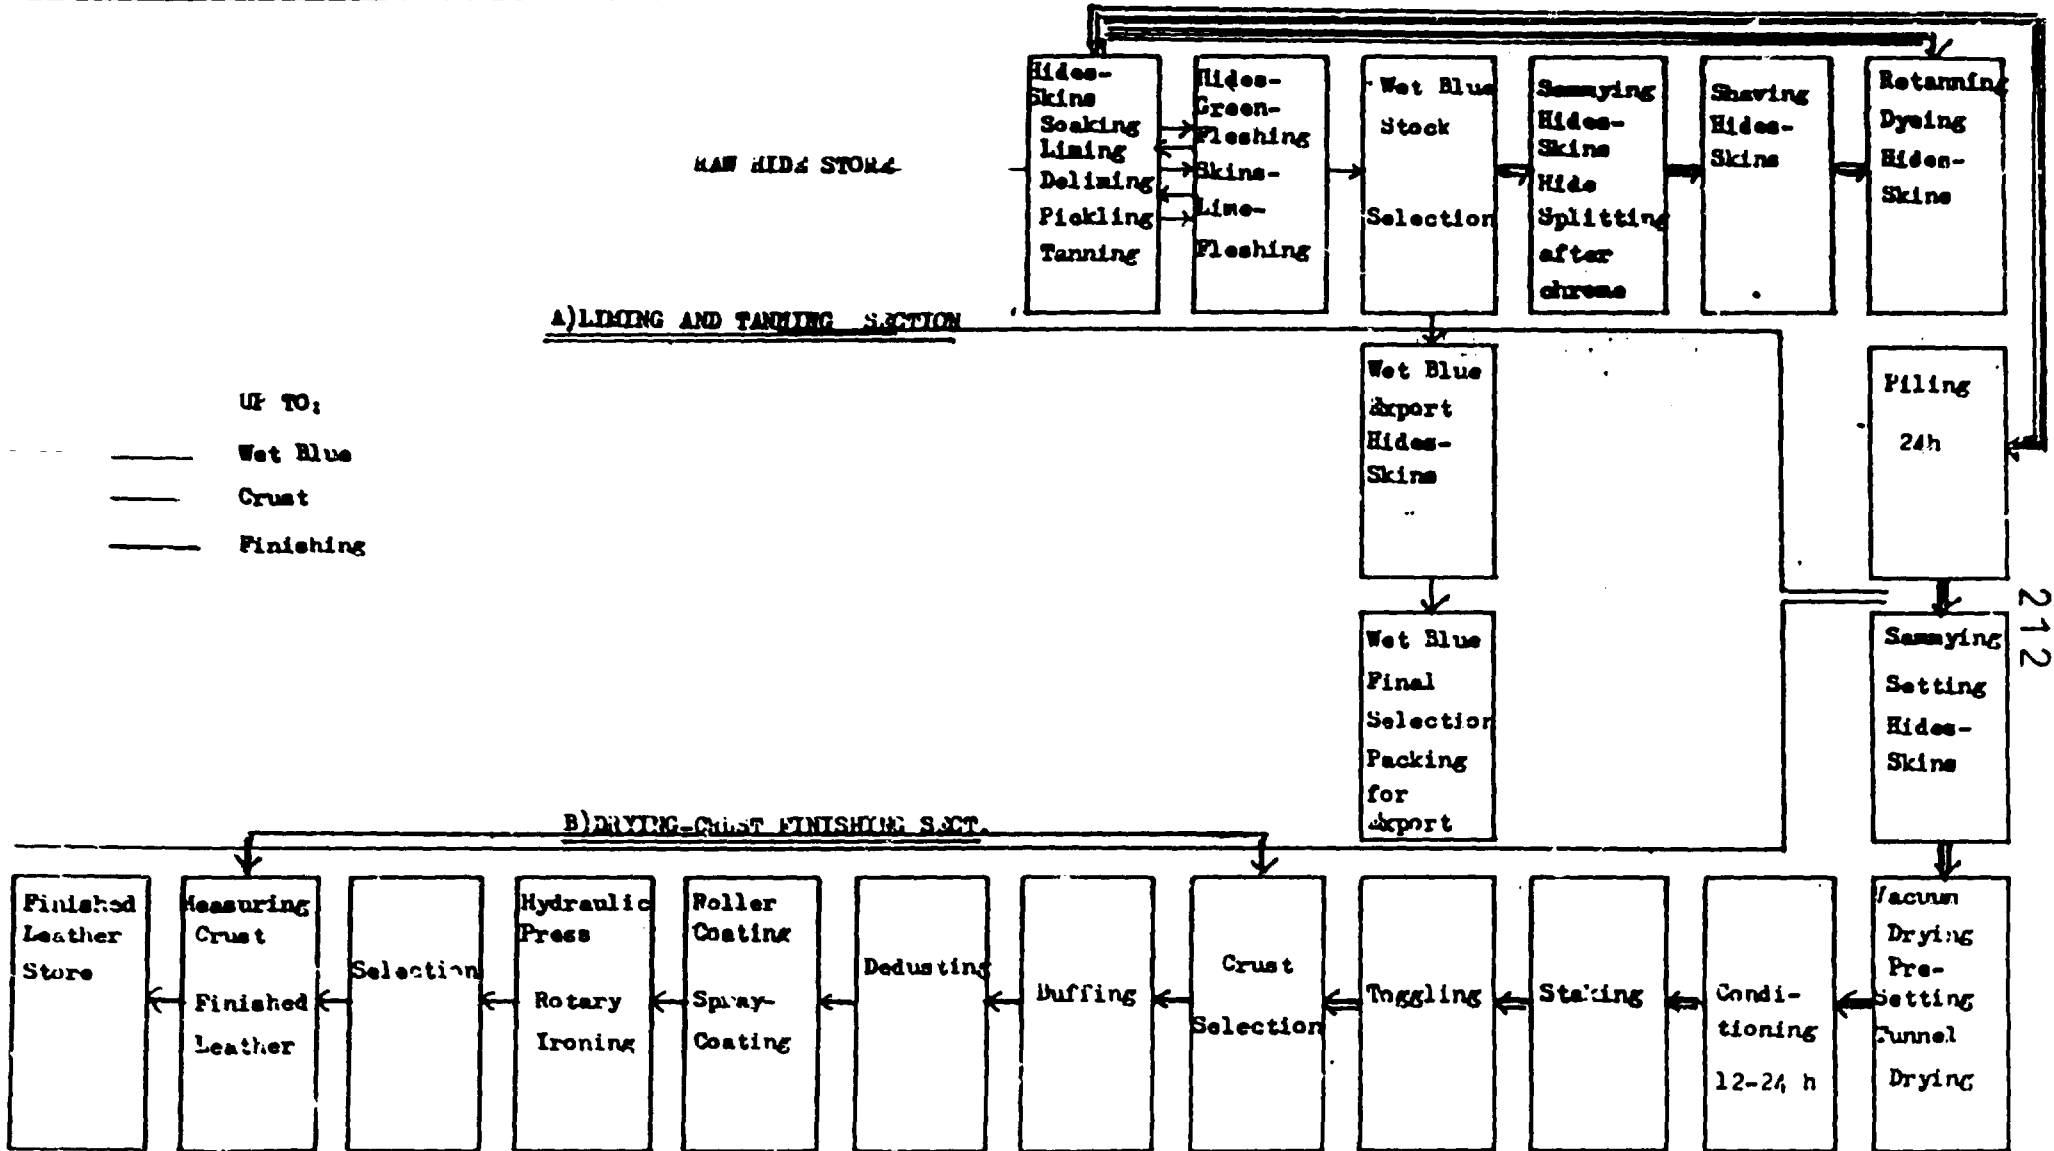 RAW HIDE STORE
Hides-
Skins
Soaking
Liming
Deliming
Pickling
Tanning
Hides-
Green-
Fleshing
Skins-
Lime-
Fleshing
Wet Blue
Stock
Selection
Sammying
Hides-
Skins
Hide
Splitting
after
chrome
Shaving
Hides-
Skins
Retanning
Dyeing
Hides-
Skins
A)LIMING AND TANNING SECTION
UP TO:
Wet Blue
Crust
Finishing
Wet Blue
Export
Hides-
Skins
Piling
24h
Wet Blue
Final
Selection
Packing
for
Export
Sammying
Setting
Hides-
Skins
212
B)DRYING-CRUST FINISHING SECT.
Finished
Leather
Store
Measuring
Crust
Finished
Leather
Selection
Hydraulic
Press
Rotary
Ironing
Roller
Coating
Spray-
Coating
Dedusting
Buffing
Crust
Selection
Toggling
Staking
Condi-
tioning
12-24 h
Vacuum
Drying
Pre-
Setting
Tunnel
Drying